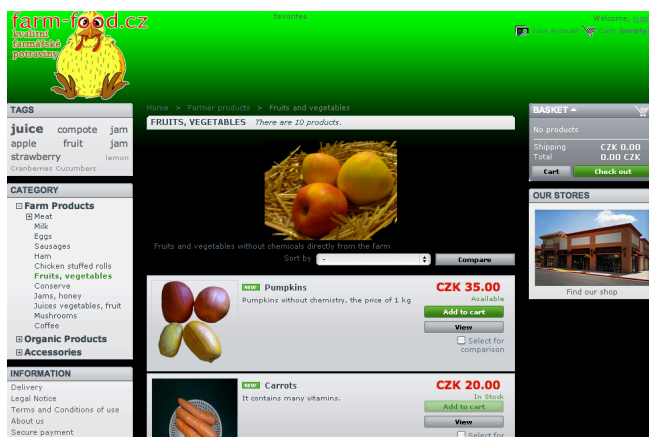 farm-food.cz
kvalitní
farmářské
potraviny
favorites
Welcome, login
Your Account Cart: (empty)
TAGS
juice compote jam
apple fruit jam
strawberry lemon
Cranberries Cucumbers
CATEGORY
Farm Products
Meat
Milk
Eggs
Sausages
Ham
Chicken stuffed rolls
Fruits, vegetables
Conserve
Jams, honey
Juices vegetables, fruit
Mushrooms
Coffee
Organic Products
Accessories
INFORMATION
Delivery
Legal Notice
Terms and Conditions of use
About us
Secure payment
Home > Farmer products > Fruits and vegetables
FRUITS, VEGETABLES There are 10 products.
Fruits and vegetables without chemicals directly from the farm
Sort by - Compare
NEW Pumpkins
Pumpkins without chemistry, the price of 1 kg
CZK 35.00
Available
Add to cart
View
Select for
comparison
NEW Carrots
It contains many vitamins.
CZK 20.00
In Stock
Add to cart
View
Select for
BASKET
No products
Shipping CZK 0.00
Total 0.00 CZK
Cart Check out
OUR STORES
Find our shop